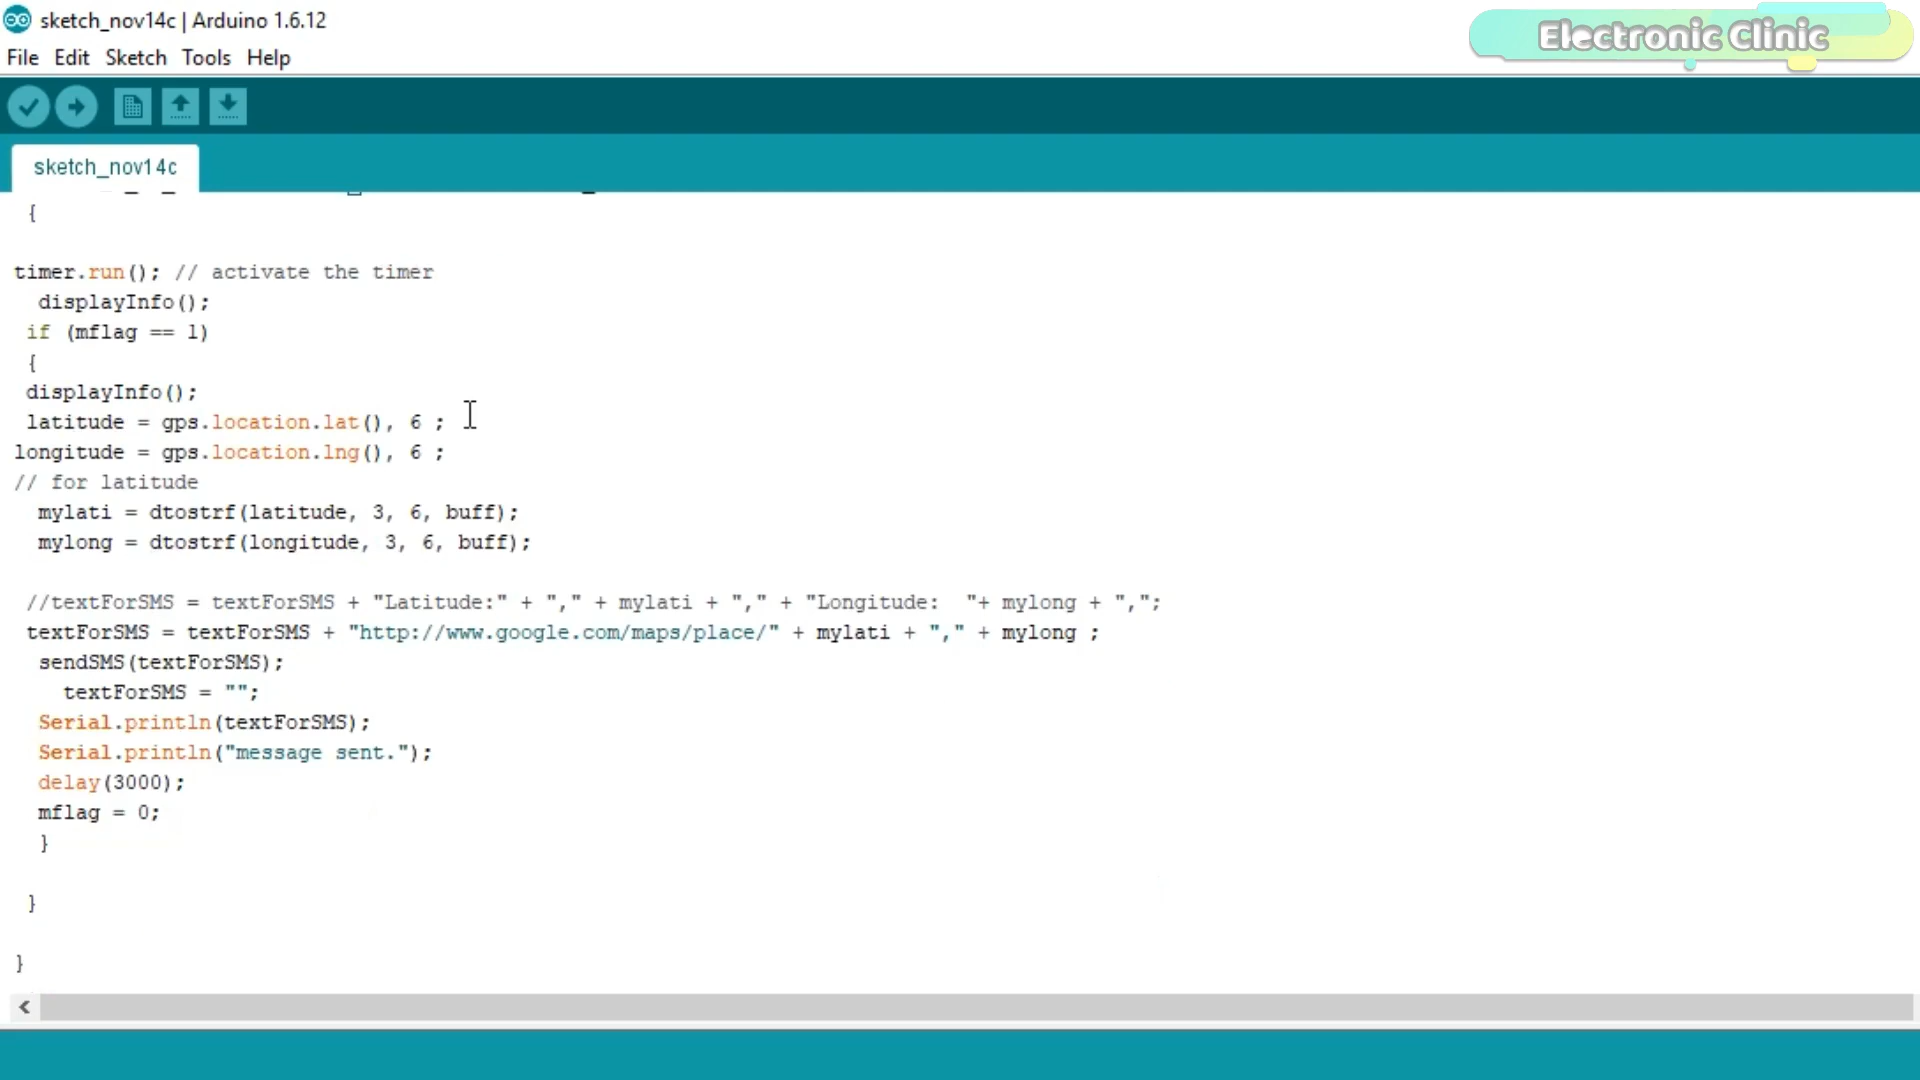 sketch_nov14c | Arduino 1.6.12
Electronic Clinic
File Edit Sketch Tools Help
sketch_nov14c
{
timer.run(); // activate the timer
displayInfo();
if (mflag == 1)
{
displayInfo();
latitude = gps.location.lat(), 6 ;
longitude = gps.location.lng(), 6 ;
// for latitude
mylati = dtostrf(latitude, 3, 6, buff);
mylong = dtostrf(longitude, 3, 6, buff);
//textForSMS = textForSMS + "Latitude:" + "," + mylati + "," + "Longitude:  "+ mylong + ",";
textForSMS = textForSMS + "http://www.google.com/maps/place/" + mylati + "," + mylong ;
sendSMS(textForSMS);
textForSMS = "";
Serial.println(textForSMS);
Serial.println("message sent.");
delay(3000);
mflag = 0;
}
}
}